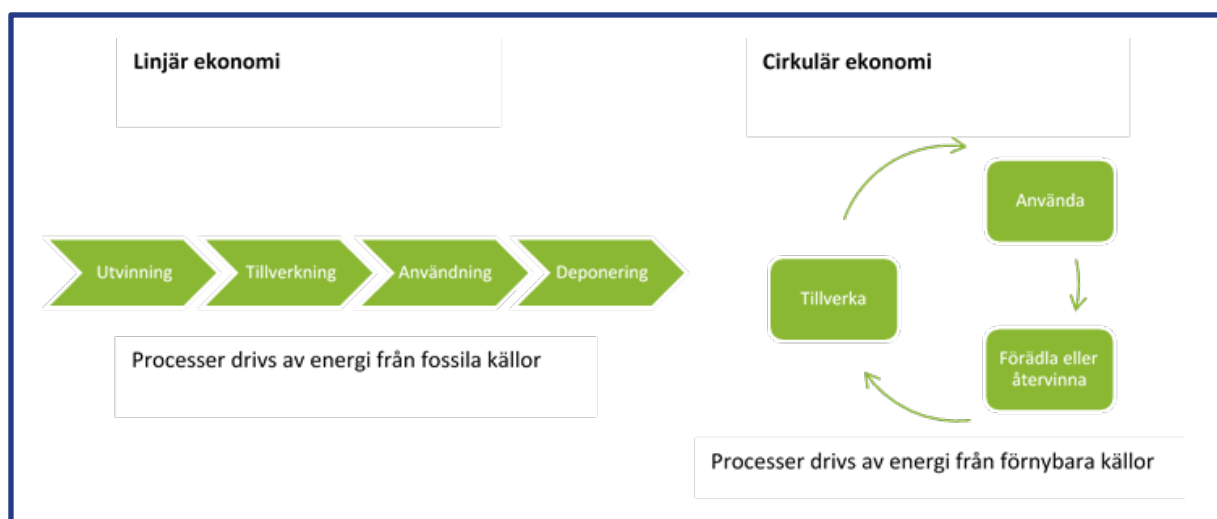 Linjär ekonomi
Utvinning
Tillverkning
Användning
Deponering
Processer drivs av energi från fossila källor
Cirkulär ekonomi
Använda
Förädla eller
återvinna
Tillverka
Processer drivs av energi från förnybara källor